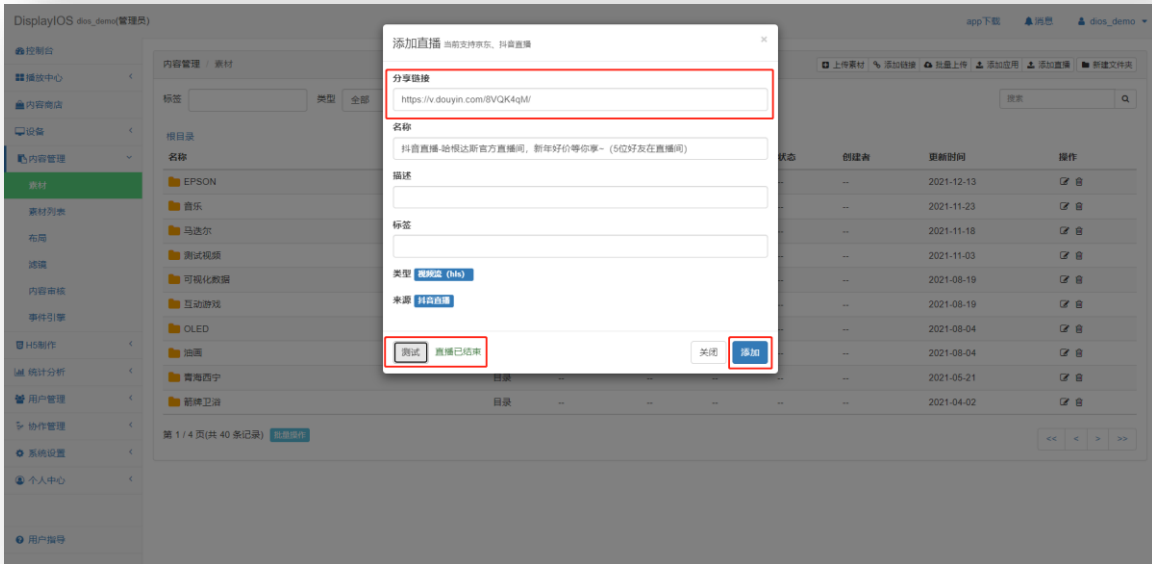 DisplayIOS dios_demo(管理员)
app下载 消息 dios_demo
控制台
播放中心
内容商店
设备
内容管理
素材
素材列表
布局
滤镜
内容审核
事件引擎
H5制作
统计分析
用户管理
协作管理
系统设置
个人中心
用户指导
内容管理 / 素材
上传素材 添加链接 批量上传 添加应用 添加直播 新建文件夹
标签 类型 全部 搜索
根目录
名称 状态 创建者 更新时间 操作
EPSON -- -- 2021-12-13
音乐 -- -- 2021-11-23
马迭尔 -- -- 2021-11-18
测试视频 -- -- 2021-11-03
可视化数据 -- -- 2021-08-19
互动游戏 -- -- 2021-08-19
OLED -- -- 2021-08-04
油画 -- -- 2021-08-04
青海西宁 目录 -- -- -- -- -- 2021-05-21
箭牌卫浴 目录 -- -- -- -- -- 2021-04-02
第 1 / 4 页(共 40 条记录) 批量操作
<< < > >>
添加直播 当前支持京东、抖音直播 ×
分享链接
https://v.douyin.com/8VQK4qM/
名称
抖音直播-哈根达斯官方直播间，新年好价等你享~（5位好友在直播间）
描述
标签
类型 视频流 (hls)
来源 抖音直播
测试 直播已结束 关闭 添加